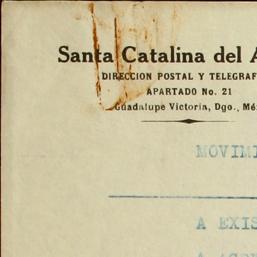 Santa Catalina del A
DIRECCION POSTAL Y TELEGRAF
APARTADO No. 21
Guadalupe Victoria, Dgo., Mé
MOVIMI
A EXIS